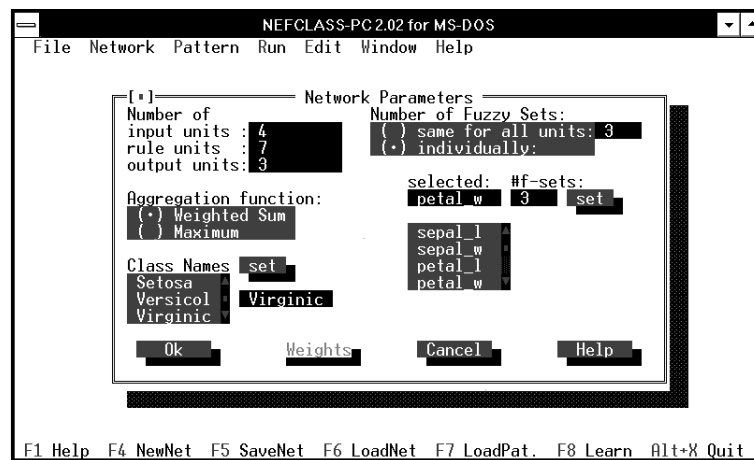 NEFCLASS-PC 2.02 for MS-DOS
File Network Pattern Run Edit Window Help
Network Parameters
Number of
input units : 4
rule units : 7
output units: 3
Number of Fuzzy Sets:
( ) same for all units: 3
(•) individually:
selected: #f-sets:
petal_w 3 set
Aggregation function:
(•) Weighted Sum
( ) Maximum
sepal_l
sepal_w
petal_l
petal_w
Class Names set
Setosa
Versicol Virginic
Virginic
Ok Weights Cancel Help
F1 Help F4 NewNet F5 SaveNet F6 LoadNet F7 LoadPat. F8 Learn Alt+X Quit